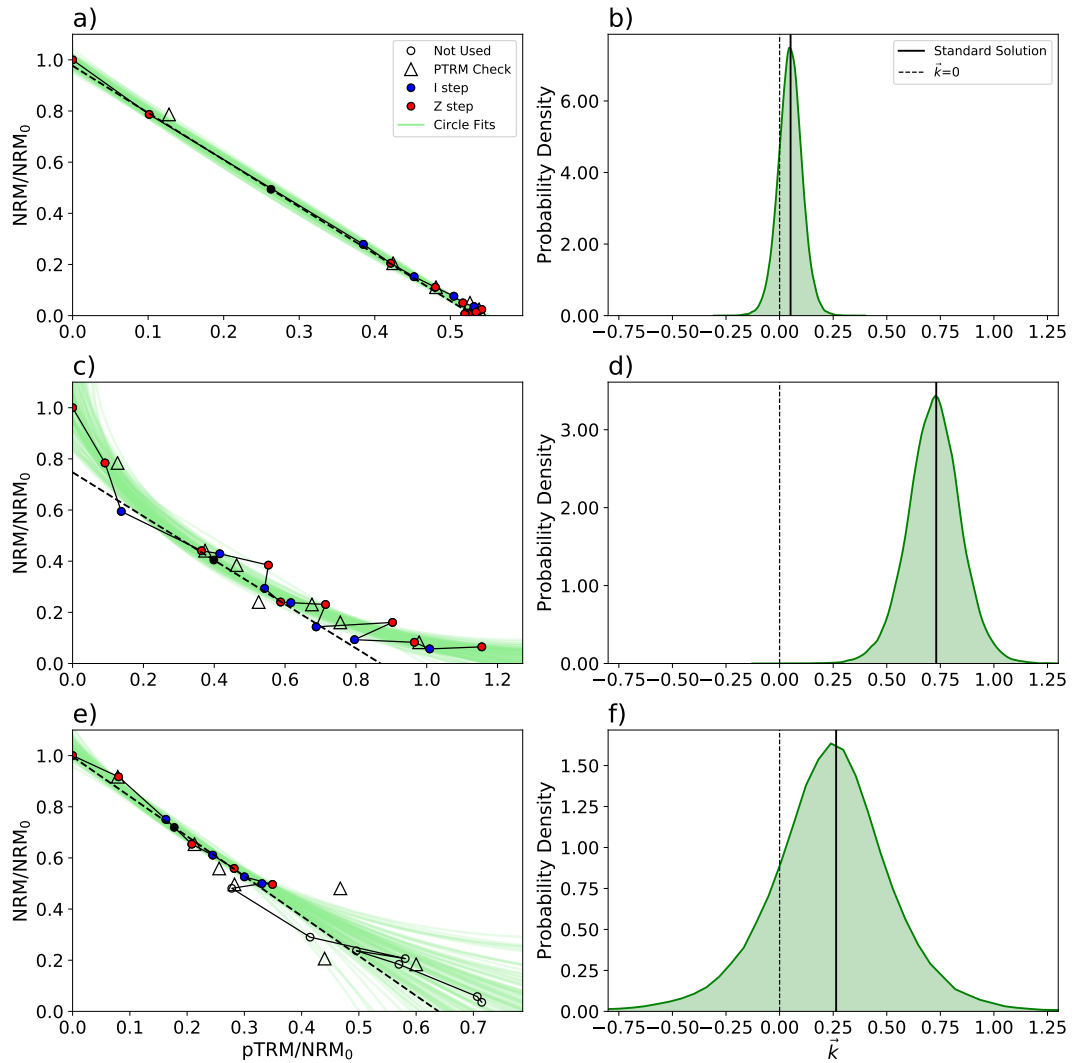 a)
NRM/NRM0
1.0
0.8
0.6
0.4
0.2
0.0
0.0 0.1 0.2 0.3 0.4 0.5
Not Used
PTRM Check
I step
Z step
Circle Fits
b)
Probability Density
6.00
4.00
2.00
0.00
−0.75 −0.50 −0.25 0.00 0.25 0.50 0.75 1.00 1.25
Standard Solution
k⃗=0
c)
NRM/NRM0
1.0
0.8
0.6
0.4
0.2
0.0
0.0 0.2 0.4 0.6 0.8 1.0 1.2
d)
Probability Density
3.00
2.00
1.00
0.00
−0.75 −0.50 −0.25 0.00 0.25 0.50 0.75 1.00 1.25
e)
NRM/NRM0
1.0
0.8
0.6
0.4
0.2
0.0
0.0 0.1 0.2 0.3 0.4 0.5 0.6 0.7
pTRM/NRM0
f)
Probability Density
1.50
1.25
1.00
0.75
0.50
0.25
0.00
−0.75 −0.50 −0.25 0.00 0.25 0.50 0.75 1.00 1.25
k⃗